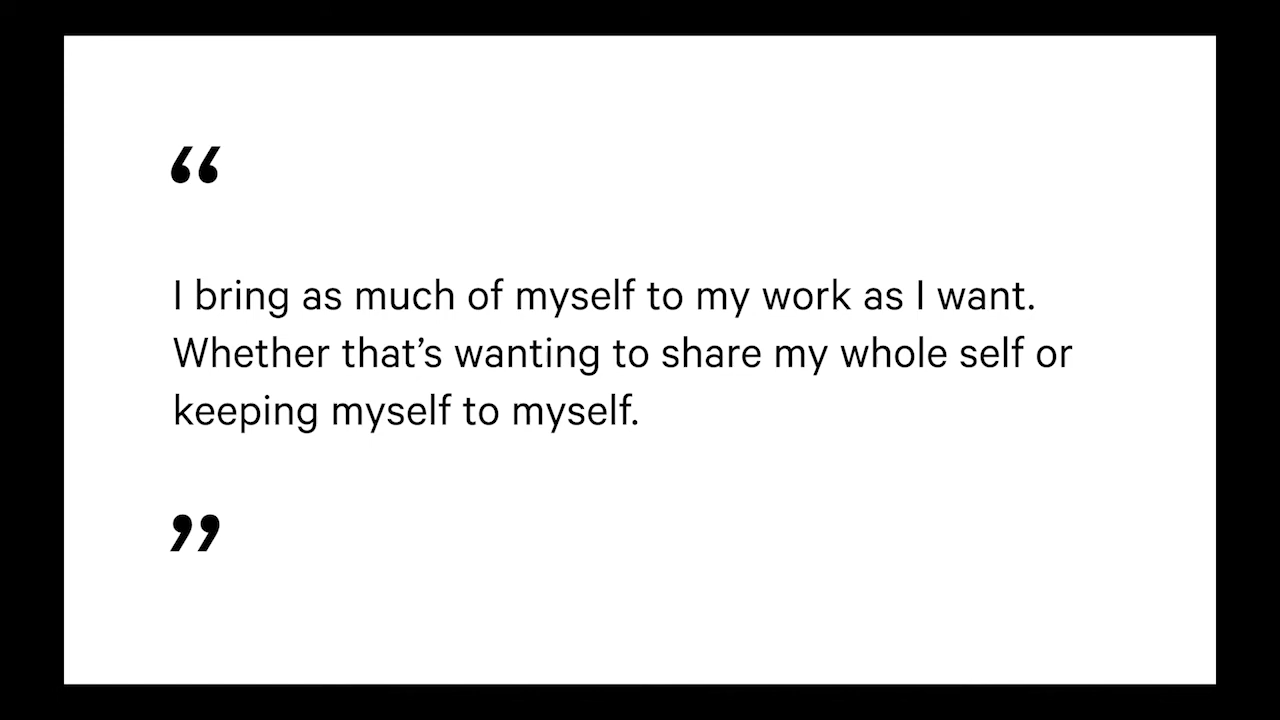 “
I bring as much of myself to my work as I want.
Whether that’s wanting to share my whole self or
keeping myself to myself.
”